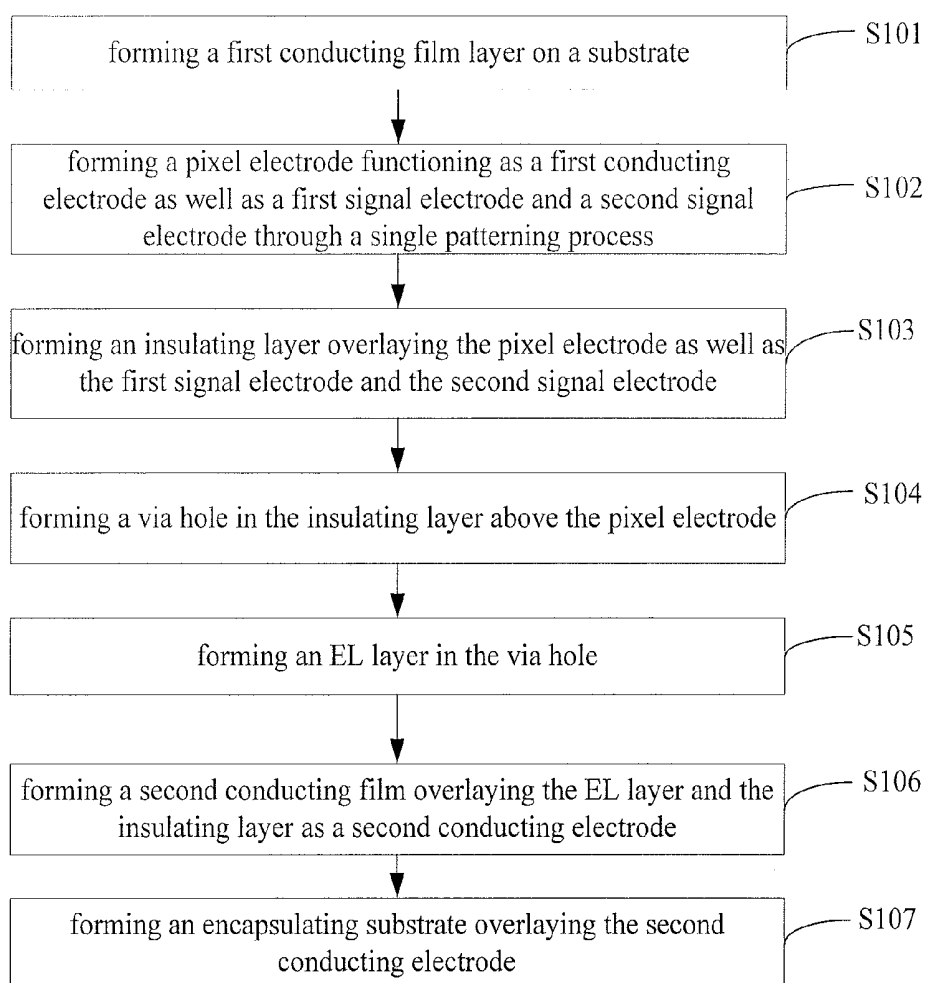 forming a first conducting film layer on a substrate
S101
forming a pixel electrode functioning as a first conducting
electrode as well as a first signal electrode and a second signal
electrode through a single patterning process
S102
forming an insulating layer overlaying the pixel electrode as well as
the first signal electrode and the second signal electrode
S103
forming a via hole in the insulating layer above the pixel electrode
S104
forming an EL layer in the via hole
S105
forming a second conducting film overlaying the EL layer and the
insulating layer as a second conducting electrode
S106
forming an encapsulating substrate overlaying the second
conducting electrode
S107